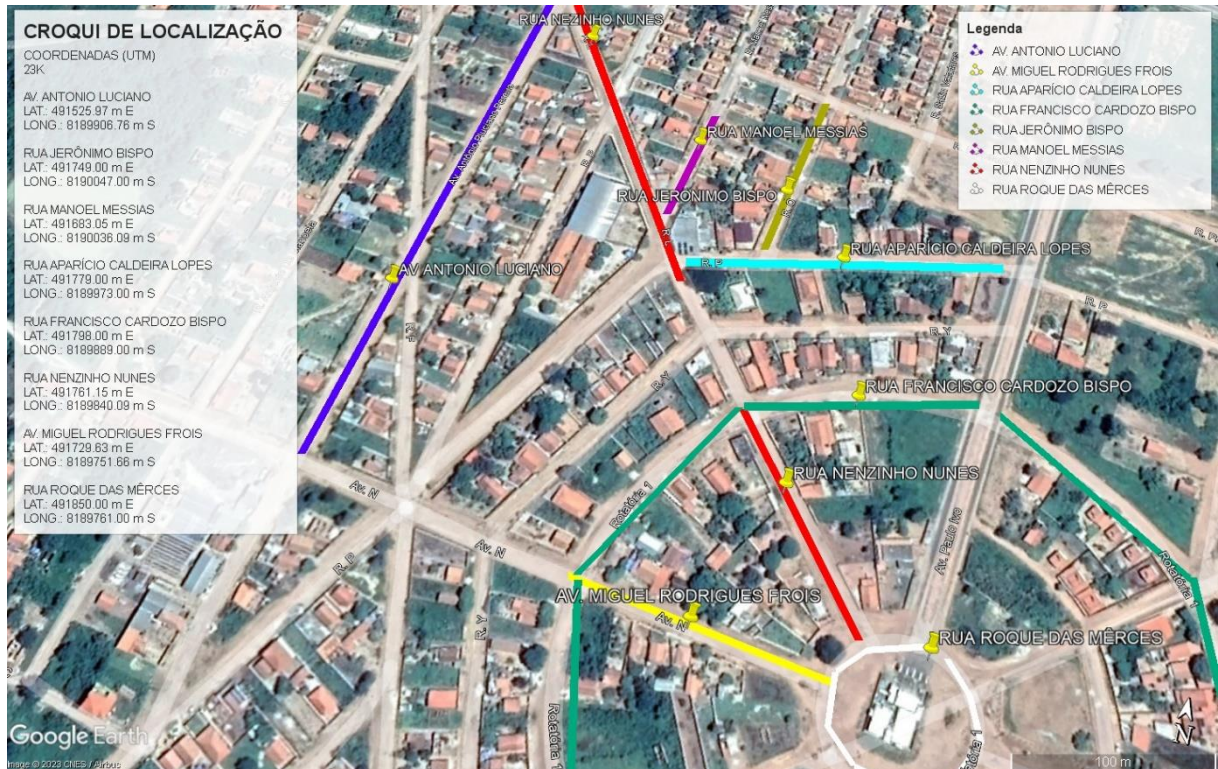 CROQUI DE LOCALIZAÇÃO
COORDENADAS (UTM)
23K
AV. ANTONIO LUCIANO
LAT.: 491525.97 m E
LONG.: 8189906.76 m S
RUA JERÔNIMO BISPO
LAT.: 491749.00 m E
LONG.: 8190047.00 m S
RUA MANOEL MESSIAS
LAT.: 491683.05 m E
LONG.: 8190036.09 m S
RUA APARÍCIO CALDEIRA LOPES
LAT.: 491779.00 m E
LONG.: 8189973.00 m S
RUA FRANCISCO CARDOZO BISPO
LAT.: 491798.00 m E
LONG.: 8189889.00 m S
RUA NENZINHO NUNES
LAT.: 491761.15 m E
LONG.: 8189840.09 m S
AV. MIGUEL RODRIGUES FROIS
LAT.: 491729.63 m E
LONG.: 8189751.66 m S
RUA ROQUE DAS MÊRCES
LAT.: 491850.00 m E
LONG.: 8189761.00 m S
Legenda
AV. ANTONIO LUCIANO
AV. MIGUEL RODRIGUES FROIS
RUA APARÍCIO CALDEIRA LOPES
RUA FRANCISCO CARDOZO BISPO
RUA JERÔNIMO BISPO
RUA MANOEL MESSIAS
RUA NENZINHO NUNES
RUA ROQUE DAS MÊRCES
RUA NEZINHO NUNES
RUA MANOEL MESSIAS
RUA JERÔNIMO BISPO
R. P
R. O
R. L
RUA APARÍCIO CALDEIRA LOPES
R. E
AV ANTONIO LUCIANO
R. P
R. Y
R. Y
RUA FRANCISCO CARDOZO BISPO
RUA NENZINHO NUNES
Av. N
Rotatória 1
Av. N
Av. Paulo Ivo
R. P
Rotatória 1
AV. MIGUEL RODRIGUES FROIS
Av. N
R. Y
RUA ROQUE DAS MÊRCES
Rotatória 1
Google Earth
Image © 2023 CNES / Airbus
N
100 m